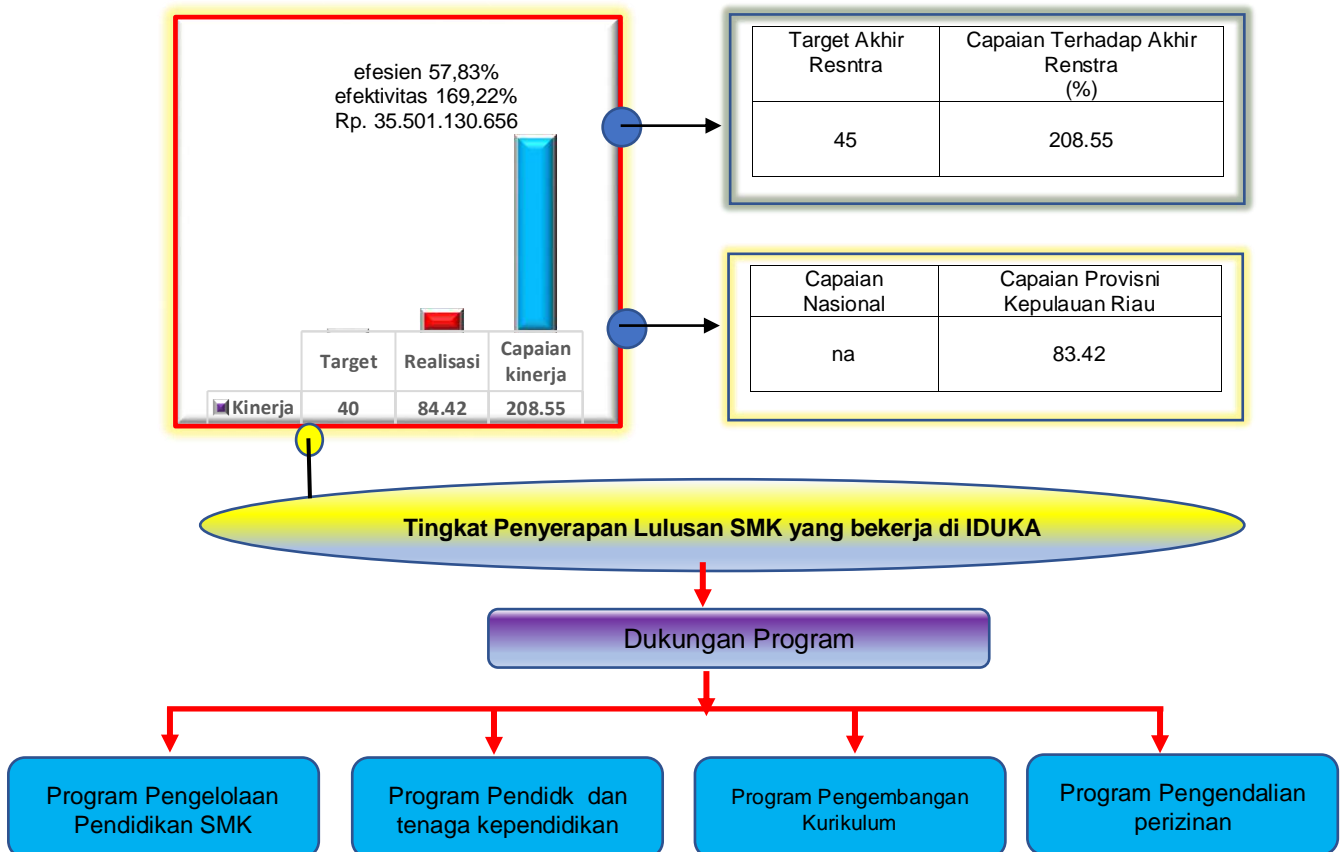 efesien 57,83%
efektivitas 169,22%
Rp. 35.501.130.656
Target Realisasi Capaian
kinerja
Kinerja 40 84.42 208.55
Target Akhir
Resntra
Capaian Terhadap Akhir
Renstra
(%)
45 208.55
Capaian
Nasional
Capaian Provisni
Kepulauan Riau
na 83.42
Tingkat Penyerapan Lulusan SMK yang bekerja di IDUKA
Dukungan Program
Program Pengelolaan
Pendidikan SMK
Program Pendidk dan
tenaga kependidikan
Program Pengembangan
Kurikulum
Program Pengendalian
perizinan